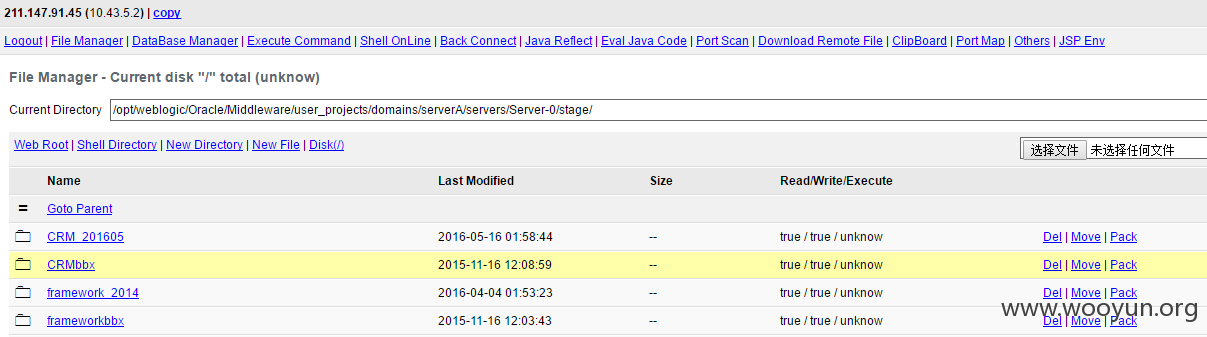 211.147.91.45 (10.43.5.2) | copy
Logout | File Manager | DataBase Manager | Execute Command | Shell OnLine | Back Connect | Java Reflect | Eval Java Code | Port Scan | Download Remote File | ClipBoard | Port Map | Others | JSP Env
File Manager - Current disk "/" total (unknow)
Current Directory /opt/weblogic/Oracle/Middleware/user_projects/domains/serverA/servers/Server-0/stage/
Web Root | Shell Directory | New Directory | New File | Disk(/) 选择文件 未选择任何文件
Name Last Modified Size Read/Write/Execute
= Goto Parent
CRM_201605 2016-05-16 01:58:44 -- true / true / unknow Del | Move | Pack
CRMbbx 2015-11-16 12:08:59 -- true / true / unknow Del | Move | Pack
framework_2014 2016-04-04 01:53:23 -- true / true / unknow Del | Move | Pack
frameworkbbx 2015-11-16 12:03:43 -- true / true / unknow Del | Move | Pack
www.wooyun.org